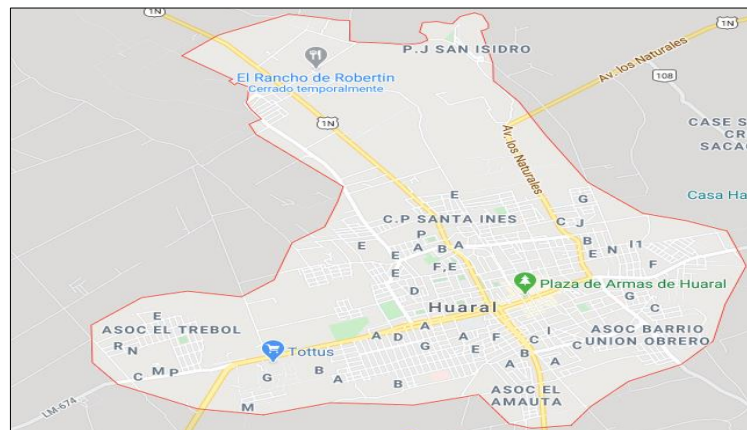 1N
1N
P.J SAN ISIDRO
Av. los Naturales
El Rancho de Robertin
Cerrado temporalmente
108
1N
CASE S
CR
SACA
Av. los Naturales
Casa Ha
E
G
C.P SANTA INES
C J
P
E
A B A
B
E
E N I1
F,E
F
E
D
Plaza de Armas de Huaral
G
Huaral
C
E
ASOC EL TREBOL
A
I
ASOC BARRIO
UNION OBRERO
A D
A F
C
R N
Tottus
G
E
B
C
C M P
G
B
A
A
A
B
M
ASOC EL
AMAUTA
LM-674